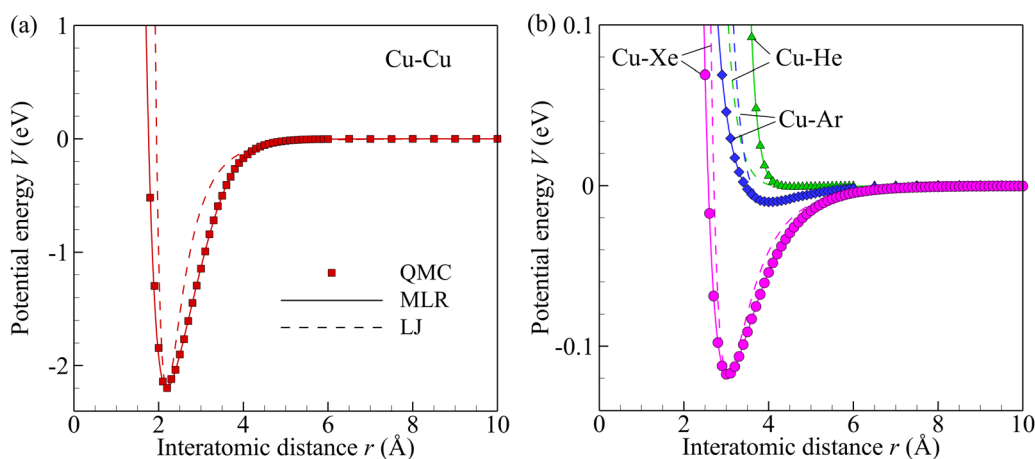 (a)
Potential energy V (eV)
1
0
-1
-2
Cu-Cu
QMC
MLR
LJ
0
2
4
6
8
10
Interatomic distance r (Å)
(b)
Potential energy V (eV)
0.1
0
-0.1
Cu-Xe
Cu-He
Cu-Ar
0
2
4
6
8
10
Interatomic distance r (Å)